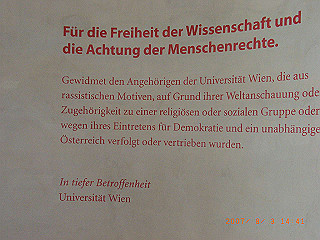 Für die Freiheit der Wissenschaft und
die Achtung der Menschenrechte.
Gewidmet den Angehörigen der Universität Wien, die aus
rassistischen Motiven, auf Grund ihrer Weltanschauung ode
Zugehörigkeit zu einer religiösen oder sozialen Gruppe oder
wegen ihres Eintretens für Demokratie und ein unabhängige
Österreich verfolgt oder vertrieben wurden.
In tiefer Betroffenheit
Universität Wien